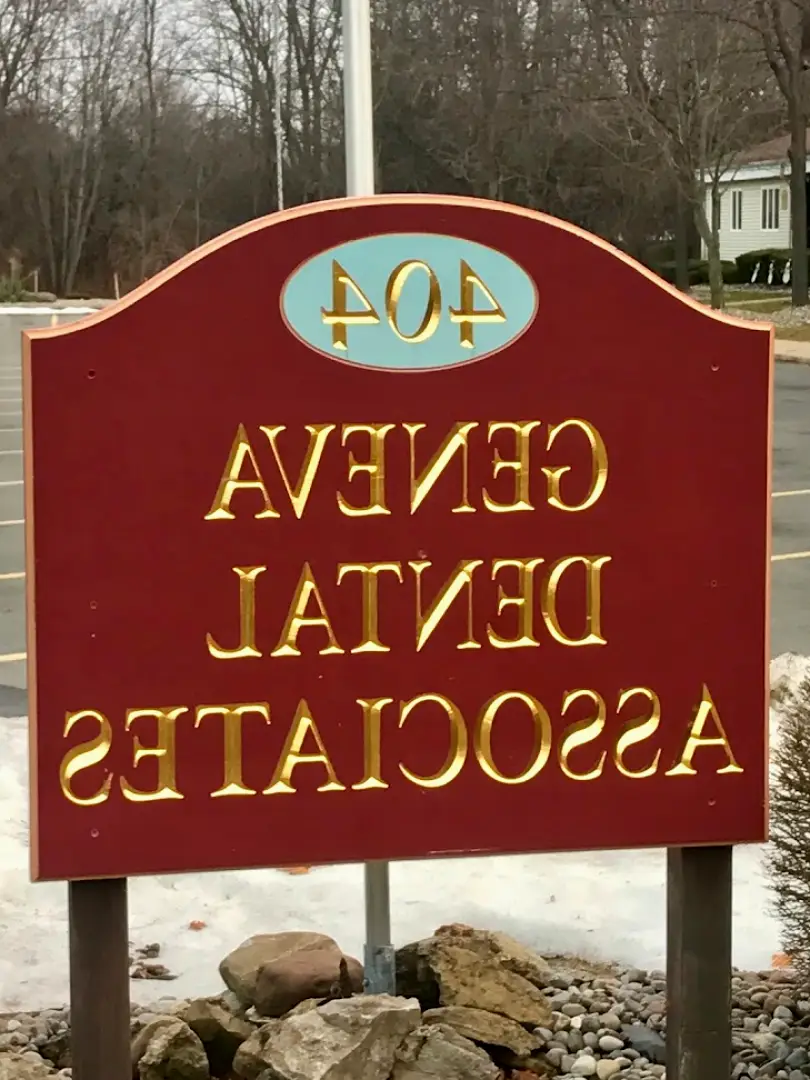 404
GENEVA
DENTAL
ASSOCIATES